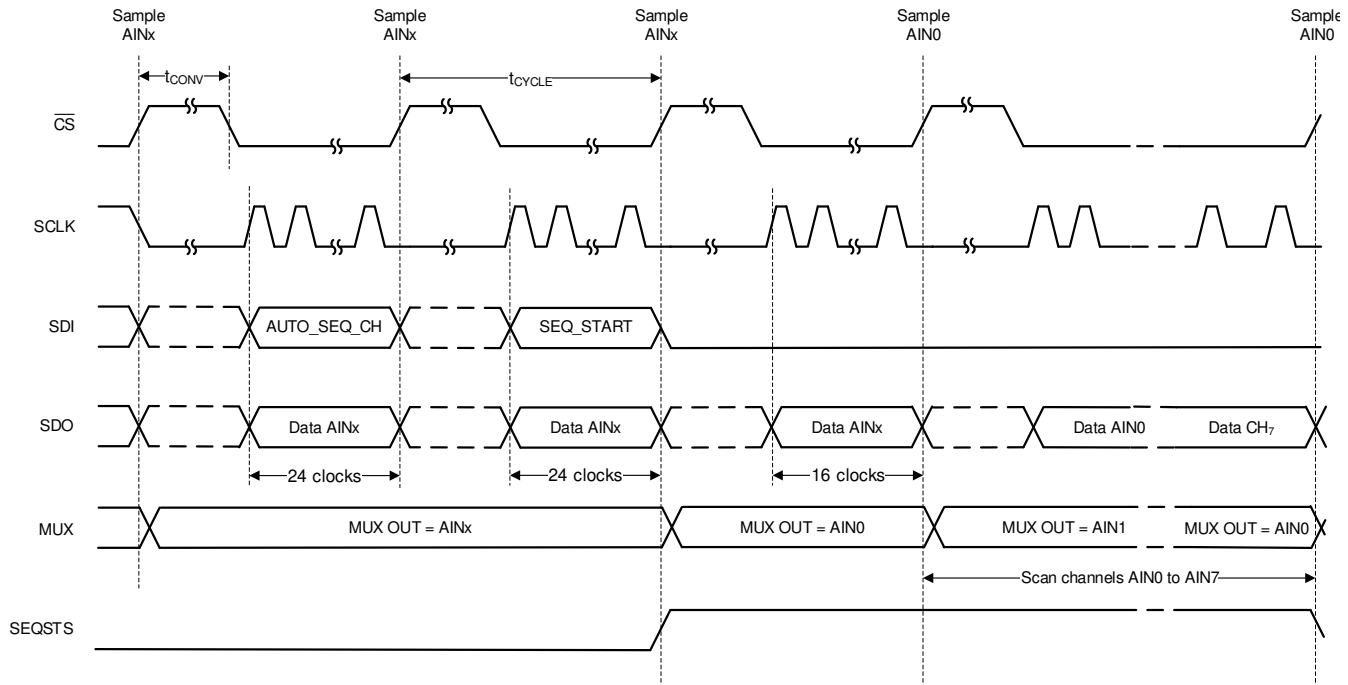 Sample
AINx
Sample
AINx
Sample
AINx
Sample
AIN0
Sample
AIN0
tCONV
tCYCLE
CS
SCLK
SDI
AUTO_SEQ_CH
SEQ_START
SDO
Data AINx
Data AINx
Data AINx
Data AIN0
Data CH7
24 clocks
24 clocks
16 clocks
MUX
MUX OUT = AINx
MUX OUT = AIN0
MUX OUT = AIN1
MUX OUT = AIN0
Scan channels AIN0 to AIN7
SEQSTS